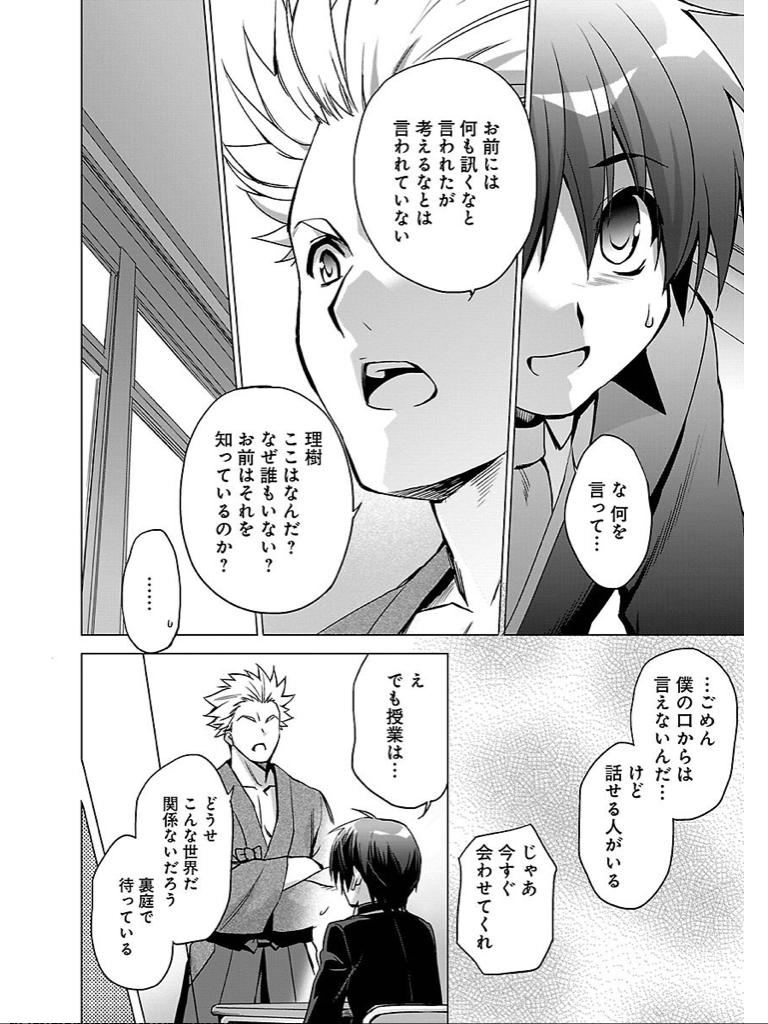 な 何を
言って…
お前には
何も訊くなと
言われたが
考えるなとは
言われていない
理樹
ここはなんだ？
なぜ誰もいない？
お前はそれを
知っているのか？
……
…ごめん
僕の口からは
言えないんだ…
けど
話せる人がいる
じゃあ
今すぐ
会わせてくれ
え
でも授業は…
どうせ
こんな世界だ
関係ないだろう
裏庭で
待っている